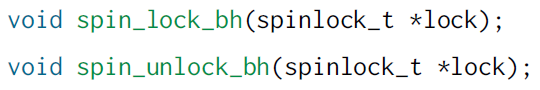 void spin_lock_bh(spinlock_t *lock);
void spin_unlock_bh(spinlock_t *lock);